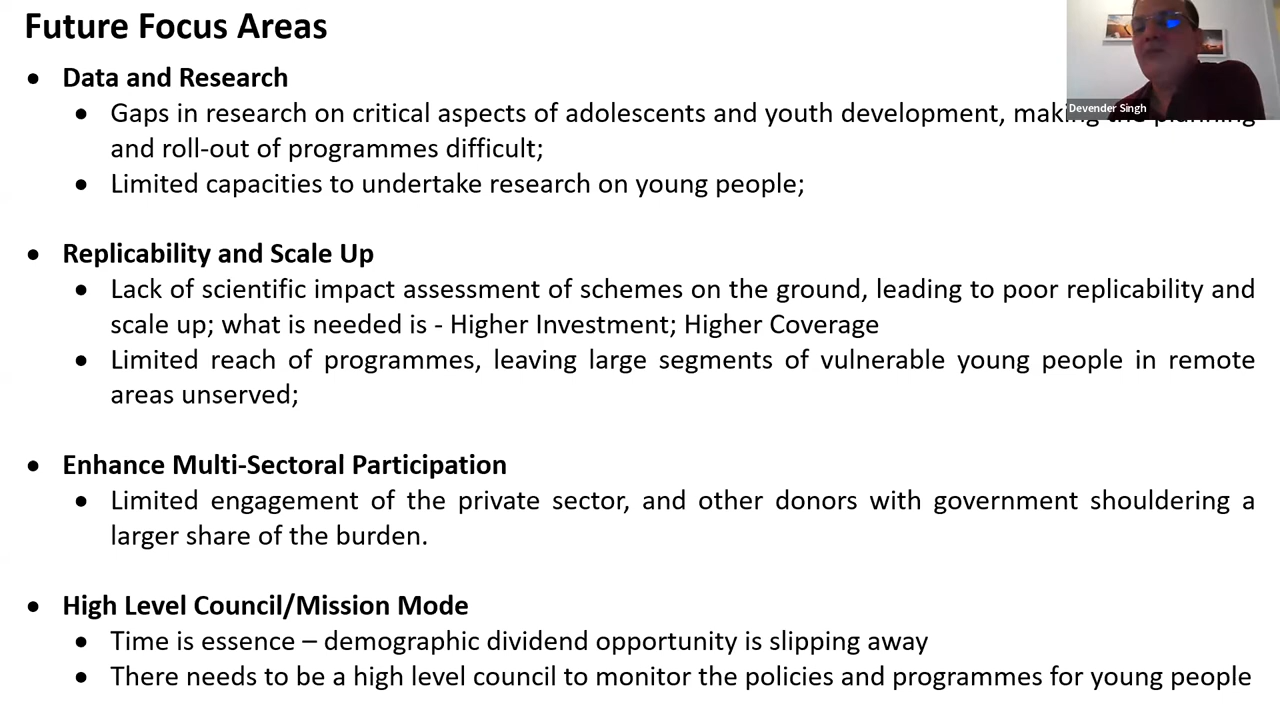 Future Focus Areas
Devender Singh
• Data and Research
• Gaps in research on critical aspects of adolescents and youth development, making the planning
and roll-out of programmes difficult;
• Limited capacities to undertake research on young people;
• Replicability and Scale Up
• Lack of scientific impact assessment of schemes on the ground, leading to poor replicability and
scale up; what is needed is - Higher Investment; Higher Coverage
• Limited reach of programmes, leaving large segments of vulnerable young people in remote
areas unserved;
• Enhance Multi-Sectoral Participation
• Limited engagement of the private sector, and other donors with government shouldering a
larger share of the burden.
• High Level Council/Mission Mode
• Time is essence – demographic dividend opportunity is slipping away
• There needs to be a high level council to monitor the policies and programmes for young people